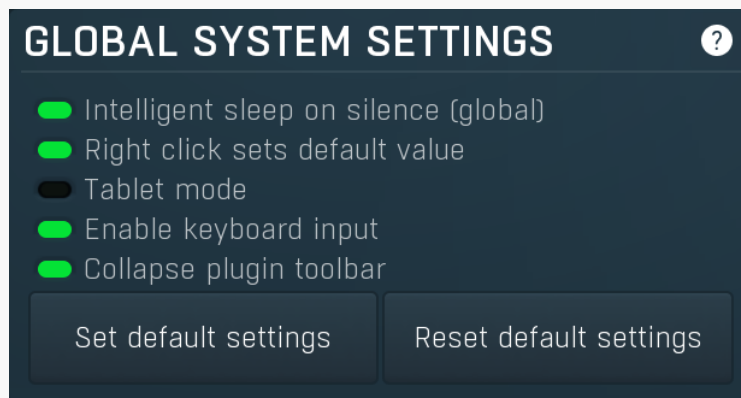 GLOBAL SYSTEM SETTINGS ?
Intelligent sleep on silence (global)
Right click sets default value
Tablet mode
Enable keyboard input
Collapse plugin toolbar
Set default settings Reset default settings